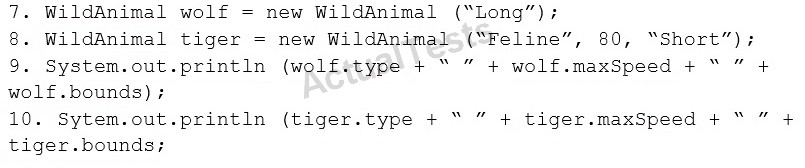 7. WildAnimal wolf = new WildAnimal (“Long”);
8. WildAnimal tiger = new WildAnimal (“Feline”, 80, “Short”);
9. System.out.println (wolf.type + “ ” + wolf.maxSpeed + “ ” +
wolf.bounds);
10. Sytem.out.println (tiger.type + “ ” + tiger.maxSpeed + “ ” +
tiger.bounds;
ActualTests